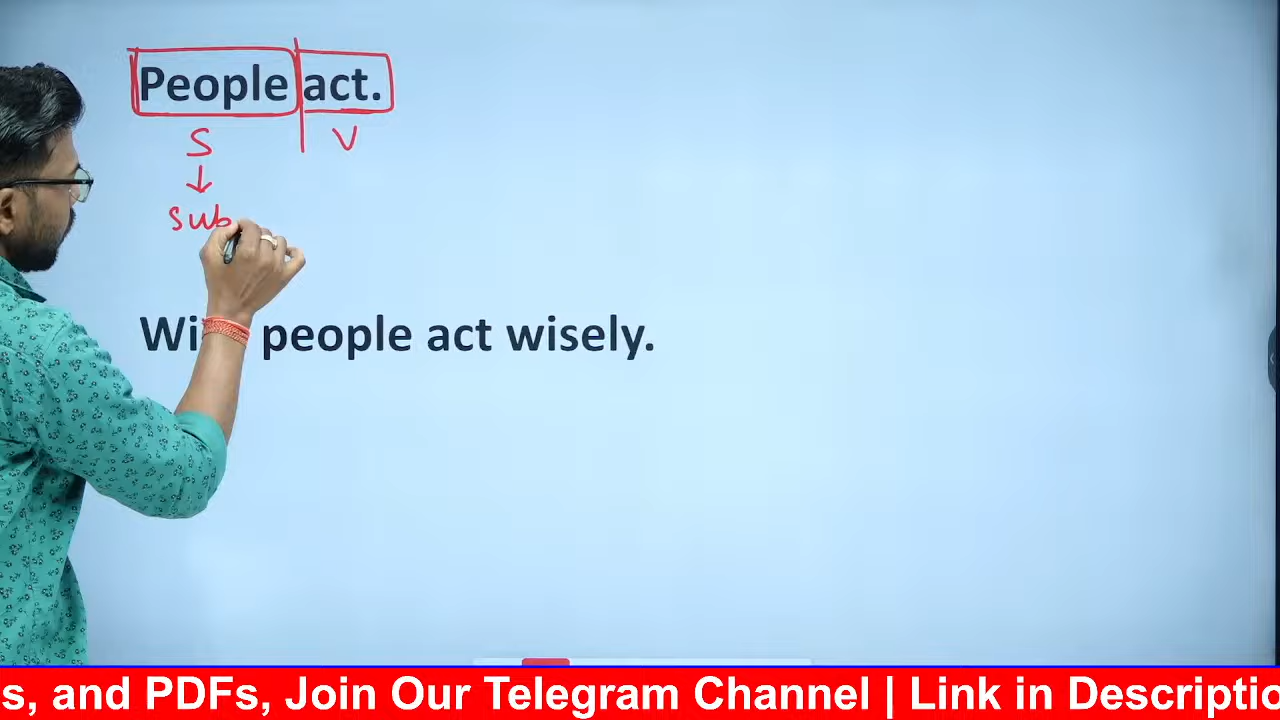 People act.
S V
↓
sub
people act wisely.
s, and PDFs, Join Our Telegram Channel | Link in Descriptio